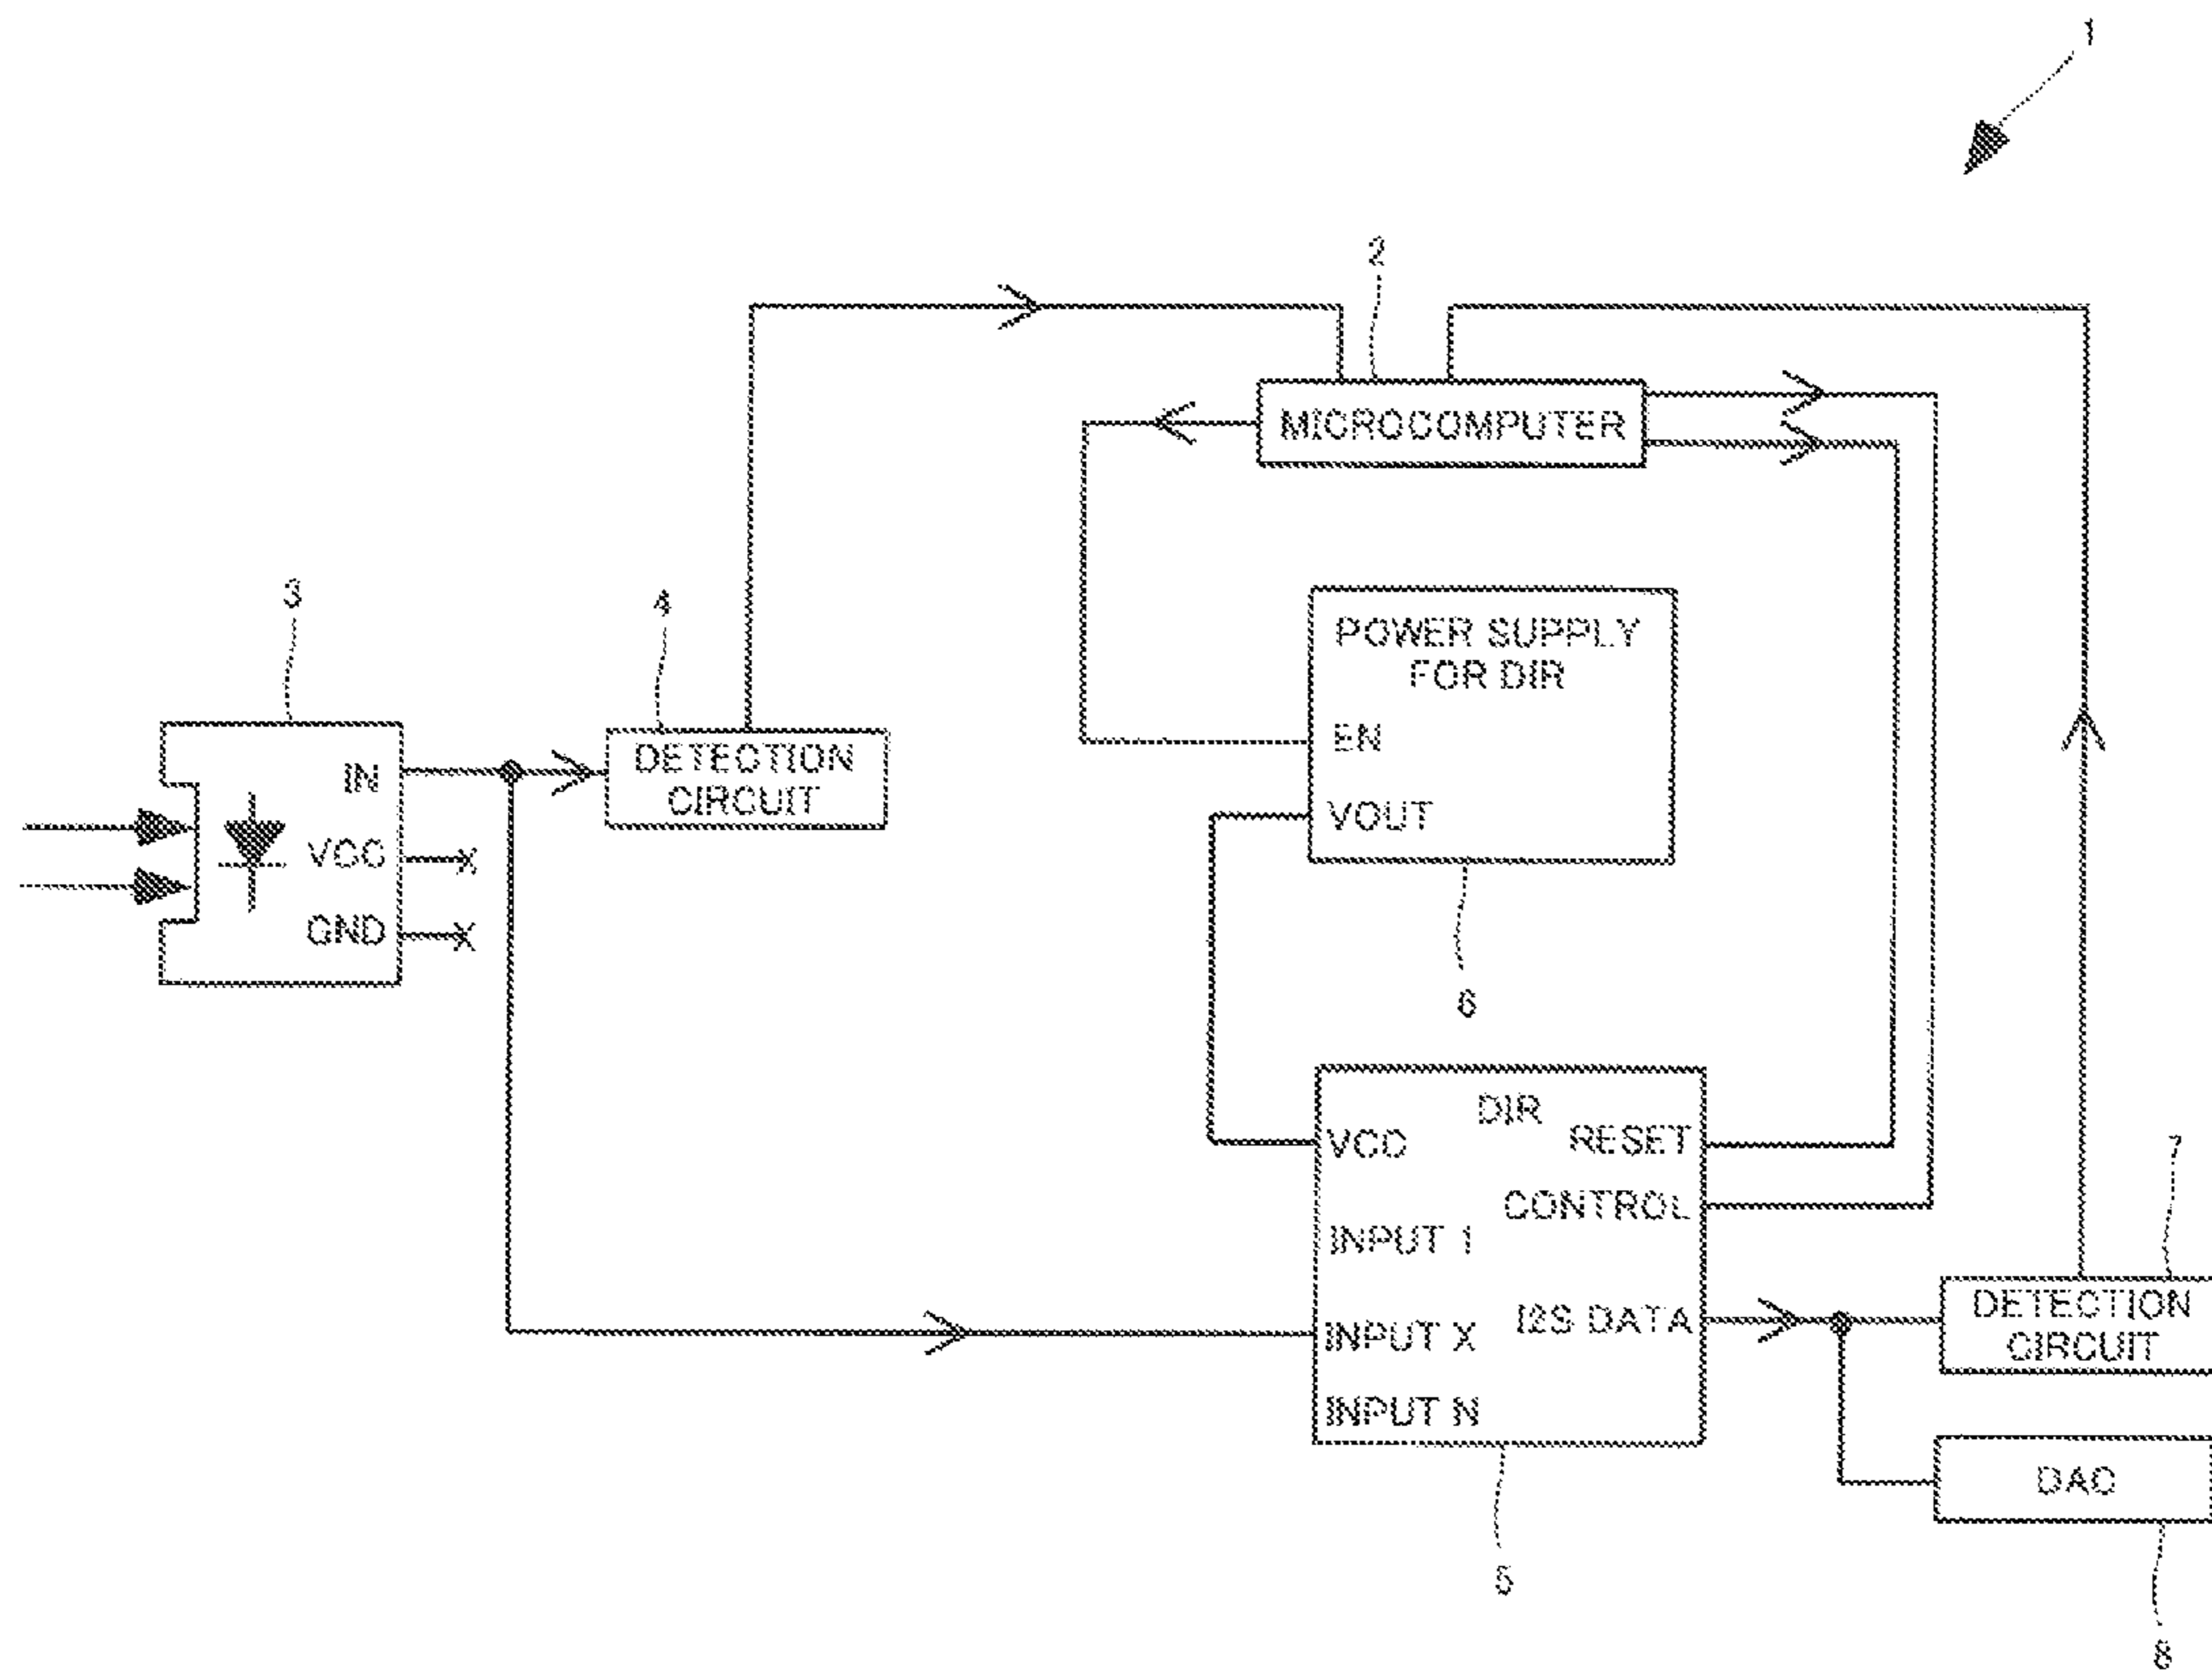 1
2
MICROCOMPUTER
3
4
POWER SUPPLY
FOR DIR
EN
VOUT
IN
VCC
GND
DETECTION
CIRCUIT
6
DIR
VCC
RESET
CONTROL
INPUT 1
I2S DATA
INPUT X
INPUT N
7
DETECTION
CIRCUIT
DAC
5
8